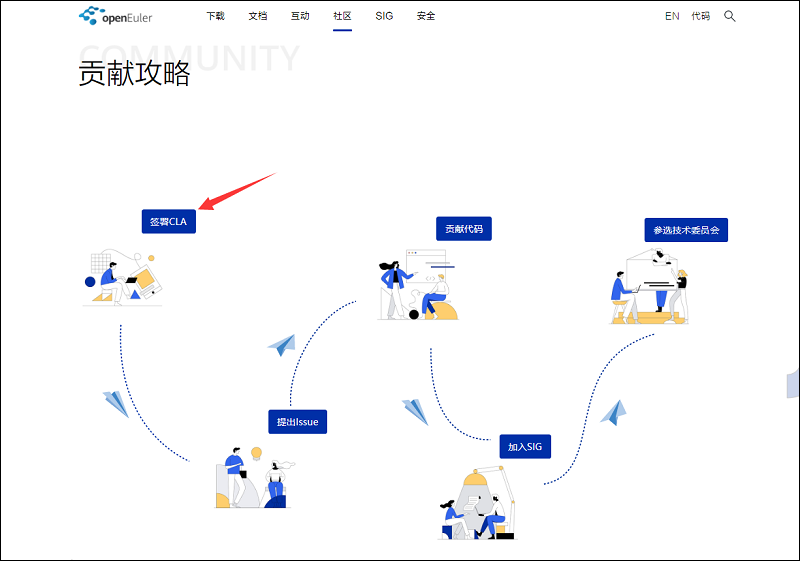 openEuler 下载 文档 互动 社区 SIG 安全 EN 代码
COMMUNITY
贡献攻略
签署CLA
贡献代码
参选技术委员会
提出Issue
加入SIG